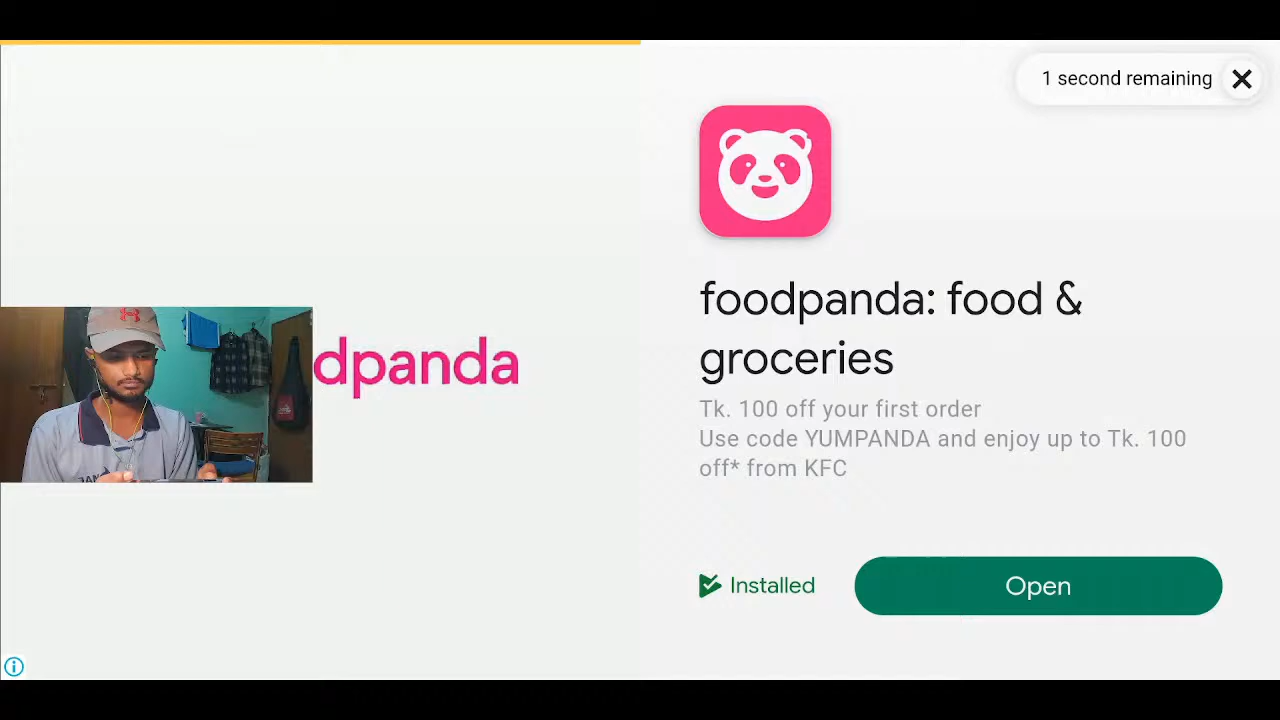 1 second remaining
dpanda
foodpanda: food &
groceries
Tk. 100 off your first order
Use code YUMPANDA and enjoy up to Tk. 100
off* from KFC
Installed
Open